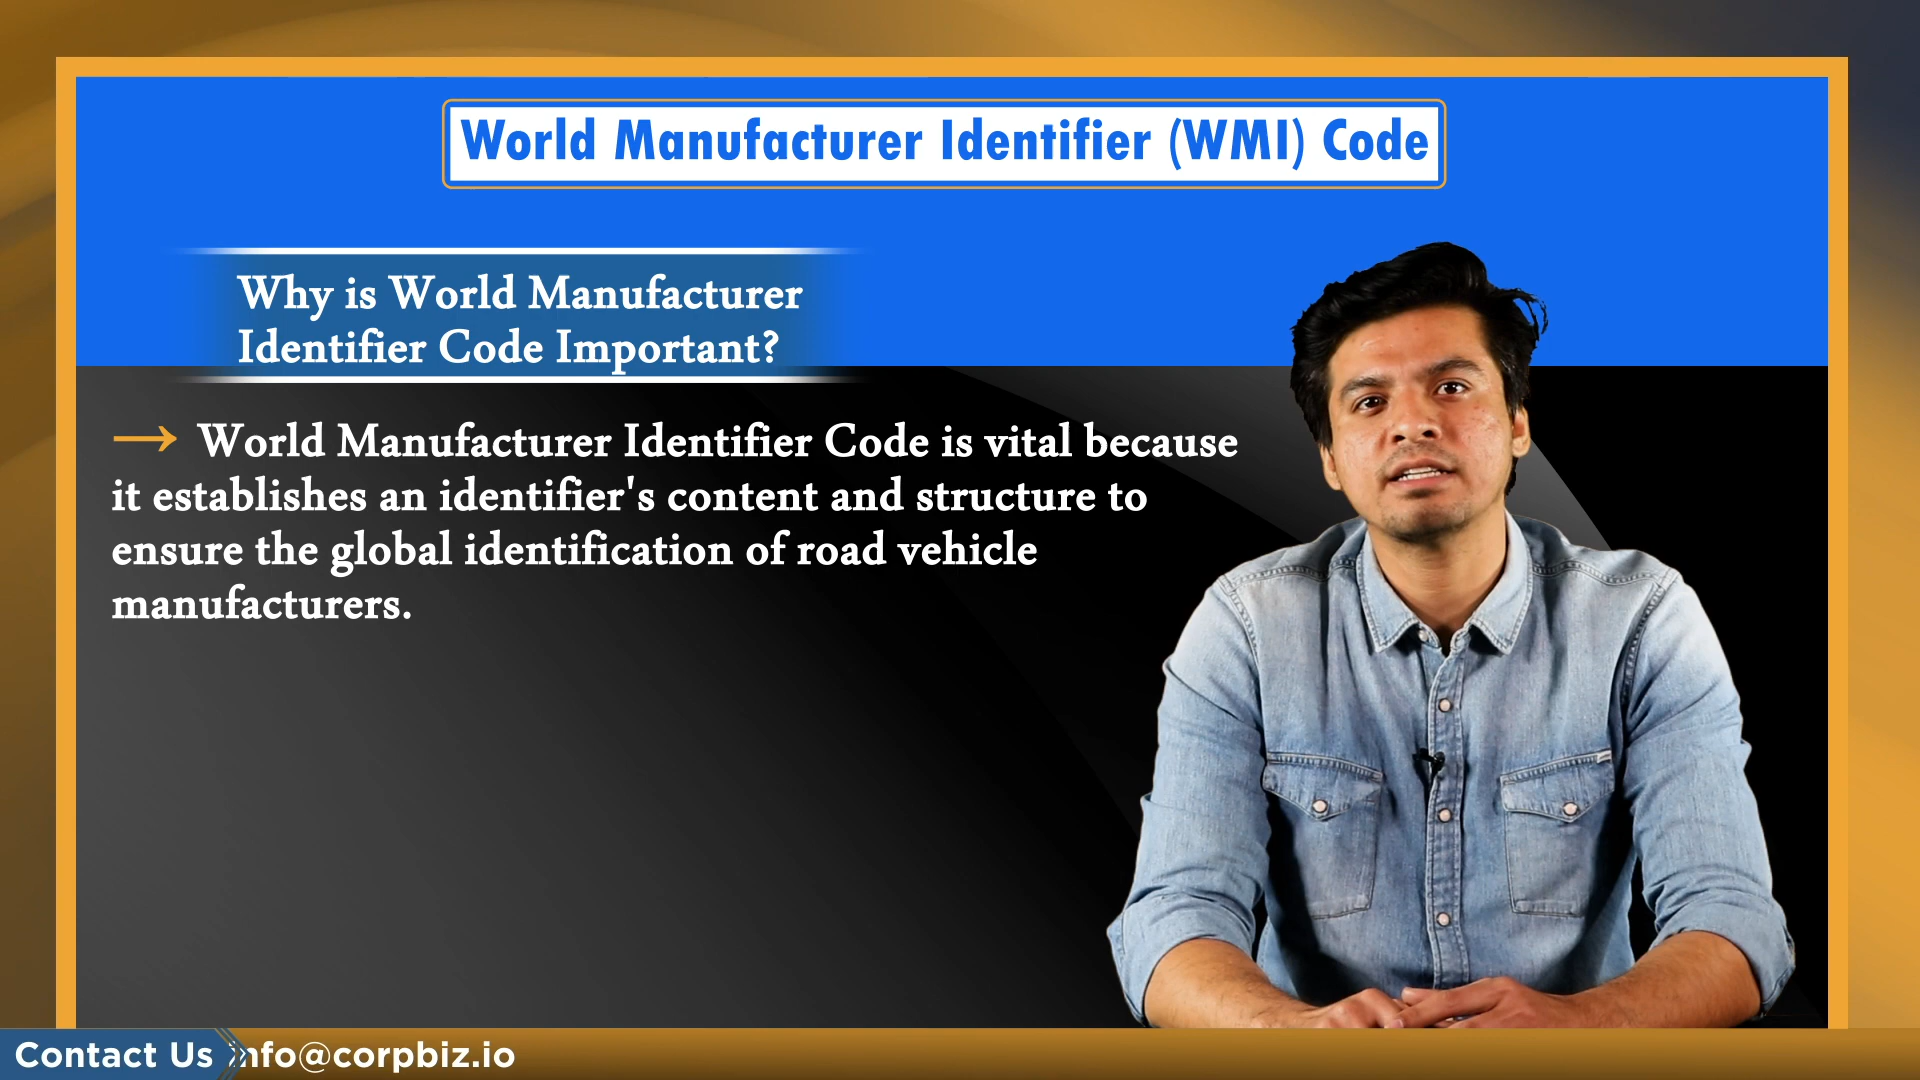 World Manufacturer Identifier (WMI) Code
Why is World Manufacturer
Identifier Code Important?
→ World Manufacturer Identifier Code is vital because
it establishes an identifier's content and structure to
ensure the global identification of road vehicle
manufacturers.
Contact Us info@corpbiz.io